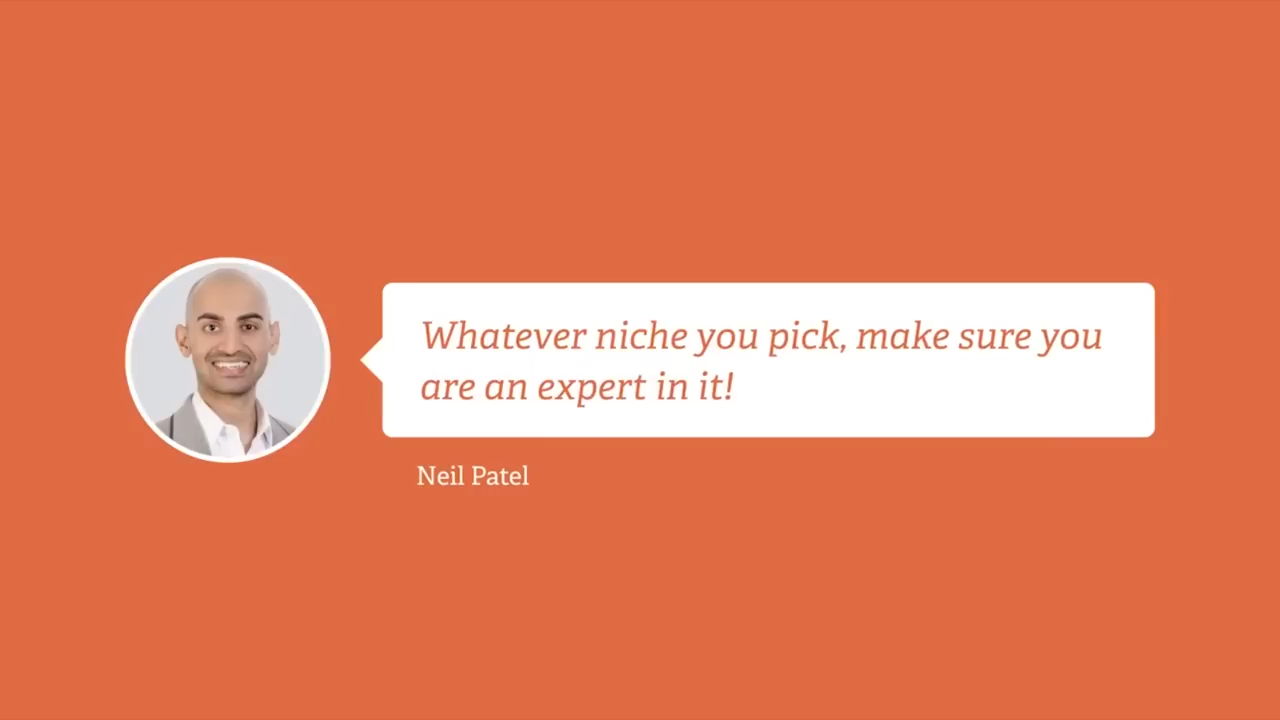 Whatever niche you pick, make sure you
are an expert in it!
Neil Patel